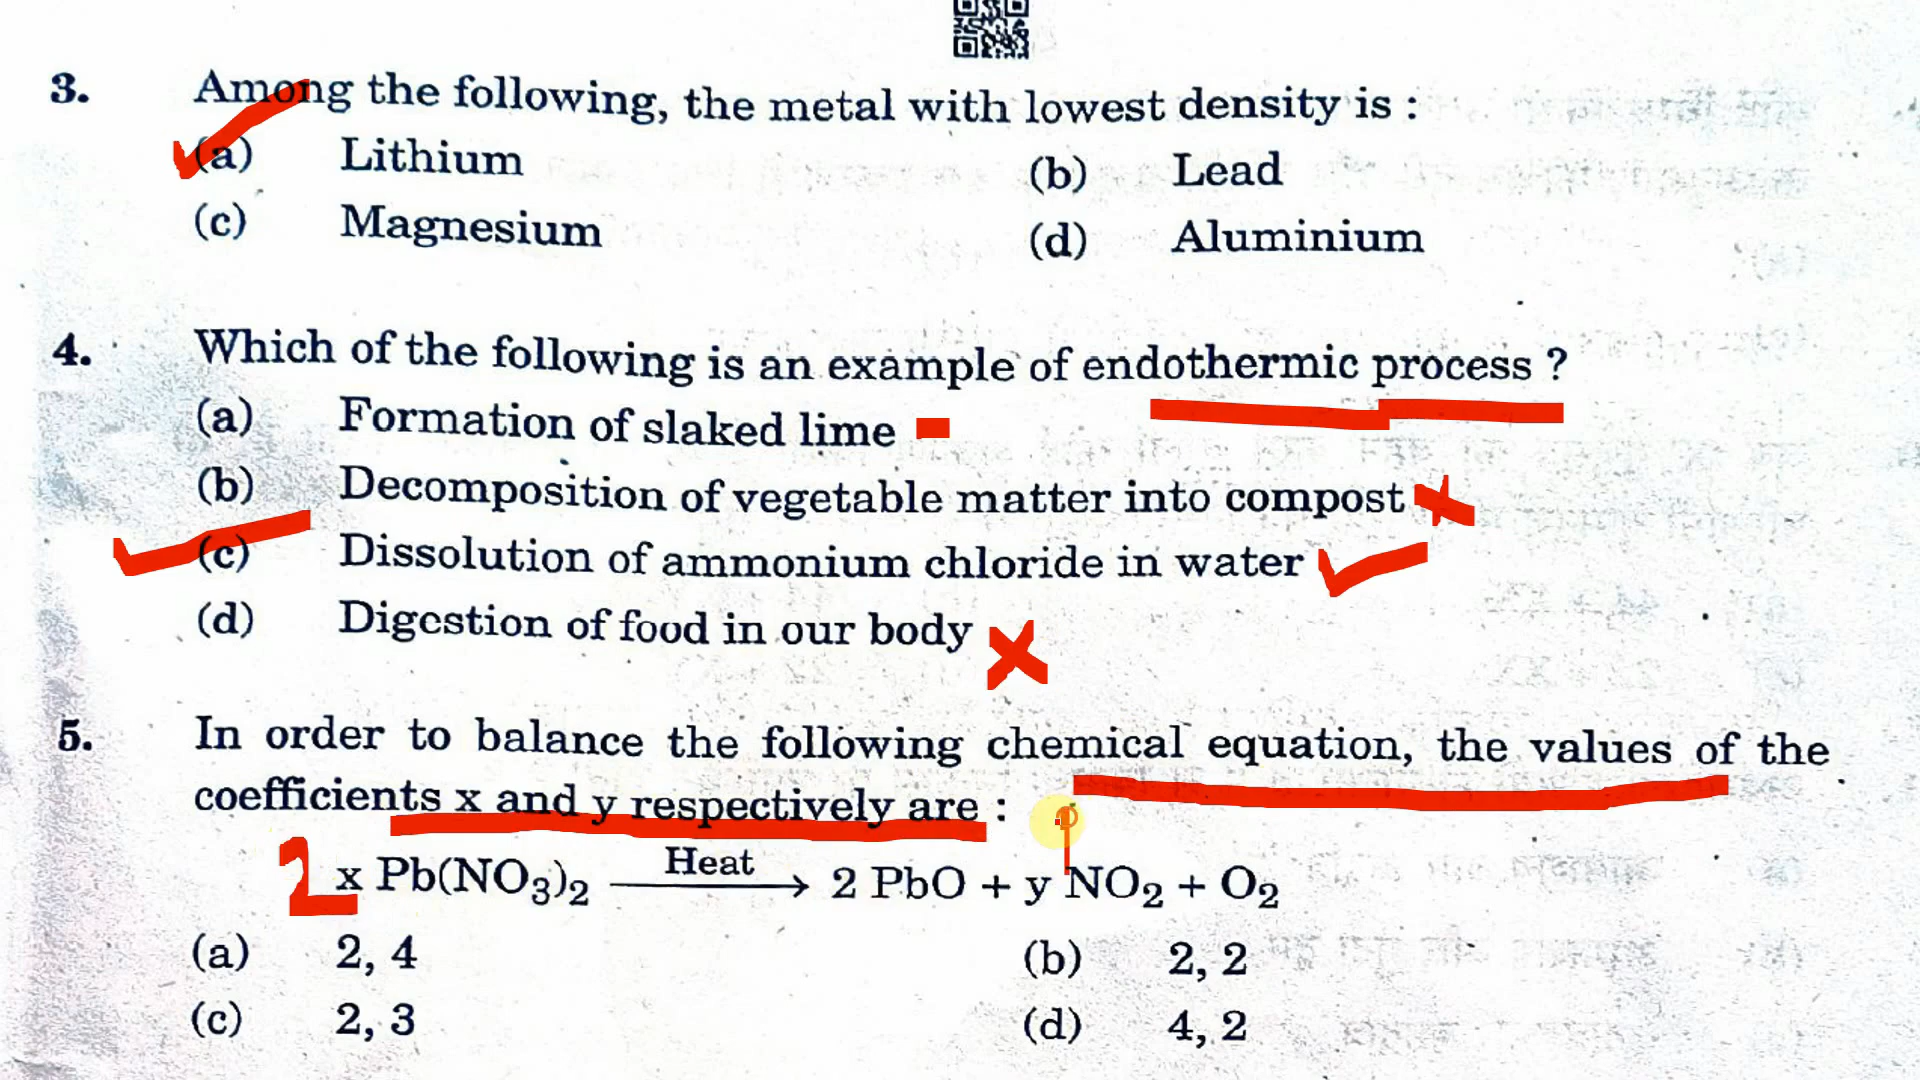 3. Among the following, the metal with lowest density is :
(a) Lithium (b) Lead
(c) Magnesium (d) Aluminium
4. Which of the following is an example of endothermic process ?
(a) Formation of slaked lime
(b) Decomposition of vegetable matter into compost
(c) Dissolution of ammonium chloride in water
(d) Digestion of food in our body
5. In order to balance the following chemical equation, the values of the
coefficients x and y respectively are :
Heat
2 x Pb(NO₃)₂ ⟶ 2 PbO + y NO₂ + O₂
(a) 2, 4 (b) 2, 2
(c) 2, 3 (d) 4, 2